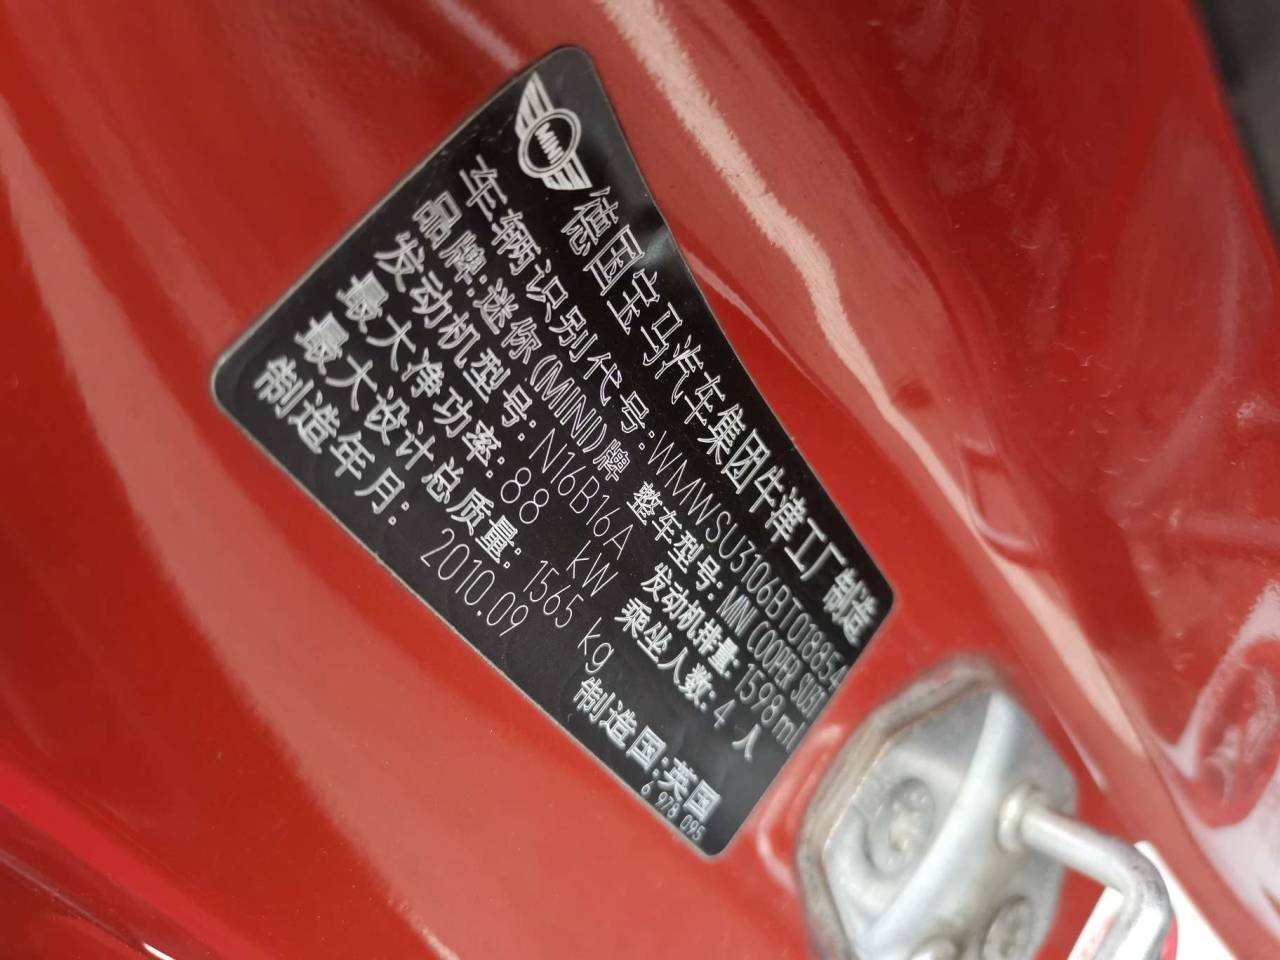 MINI
德国宝马汽车集团牛津工厂制造
车辆识别代号:WMWSU3106BT018854
品牌:迷你(MINI)牌 整车型号:MINI COOPER SU31
发动机型号:N16B16A 发动机排量:1598 ml
最大净功率:88 kW 乘坐人数:4 人
最大设计总质量:1565 kg
制造年月:2010.09 制造国:英国
6 978 095